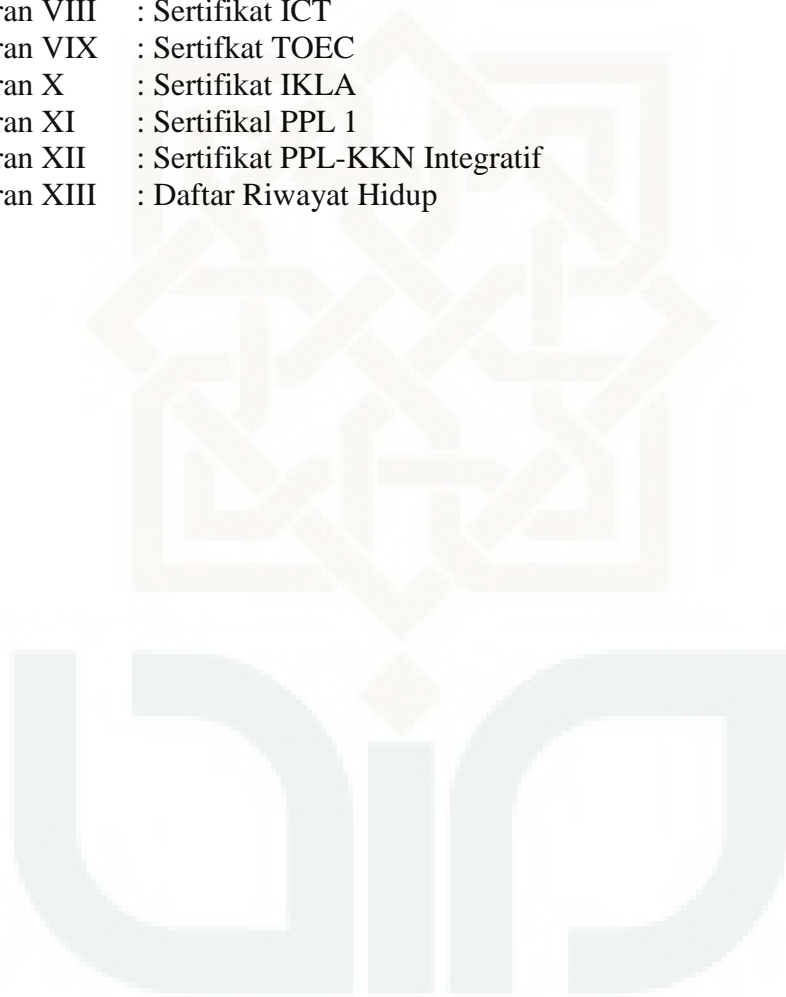 ran VIII : Sertifikat ICT
ran VIX : Sertifkat TOEC
ran X : Sertifikat IKLA
ran XI : Sertifikal PPL 1
ran XII : Sertifikat PPL-KKN Integratif
ran XIII : Daftar Riwayat Hidup